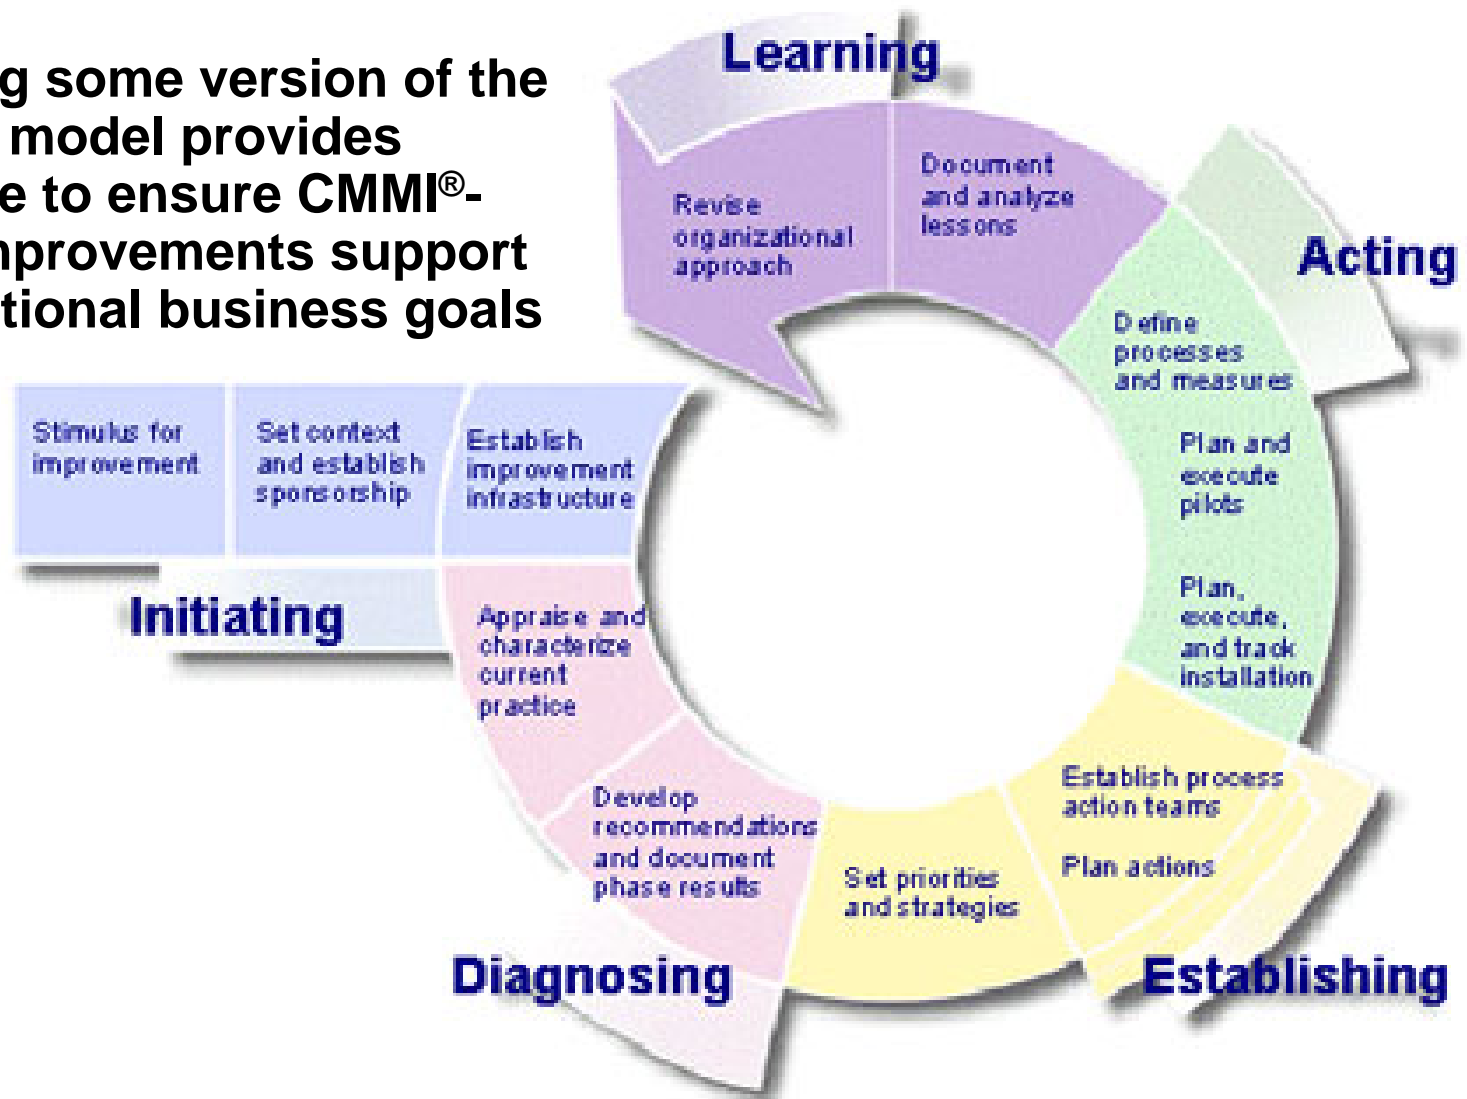 g some version of the
model provides
e to ensure CMMI®-
mprovements support
tional business goals
Learning
Document
and analyze
lessons
Revise
organizational
approach
Acting
Define
processes
and measures
Plan and
execute
pilots
Plan,
execute,
and track
installation
Stimulus for
improvement
Set context
and establish
sponsorship
Establish
improvement
infrastructure
Initiating
Appraise and
characterize
current
practice
Develop
recommendations
and document
phase results
Establish process
action teams
Plan actions
Set priorities
and strategies
Diagnosing
Establishing